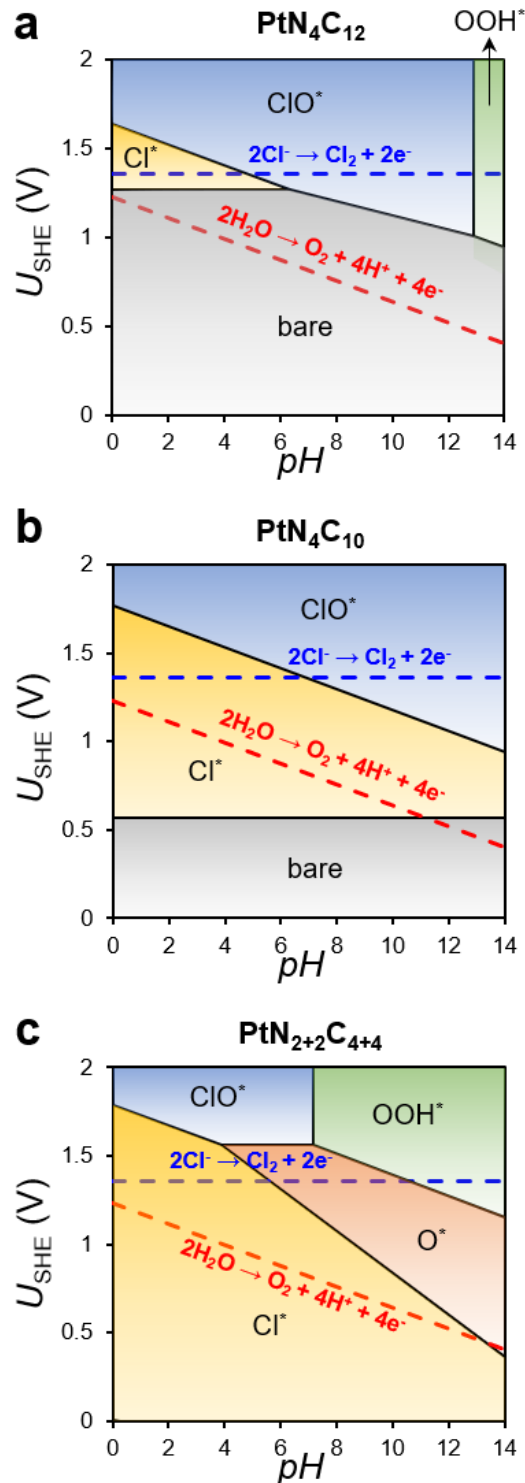 a
PtN₄C₁₂
OOH*
2
ClO*
1.5
Cl*
2Cl⁻ → Cl₂ + 2e⁻
1
2H₂O → O₂ + 4H⁺ + 4e⁻
U_SHE (V)
0.5
bare
0
0 2 4 6 8 10 12 14
pH
b
PtN₄C₁₀
2
ClO*
1.5
2Cl⁻ → Cl₂ + 2e⁻
1
2H₂O → O₂ + 4H⁺ + 4e⁻
U_SHE (V)
Cl*
0.5
bare
0
0 2 4 6 8 10 12 14
pH
c
PtN₂₊₂C₄₊₄
2
ClO*
OOH*
1.5
2Cl⁻ → Cl₂ + 2e⁻
O*
1
2H₂O → O₂ + 4H⁺ + 4e⁻
U_SHE (V)
0.5
Cl*
0
0 2 4 6 8 10 12 14
pH